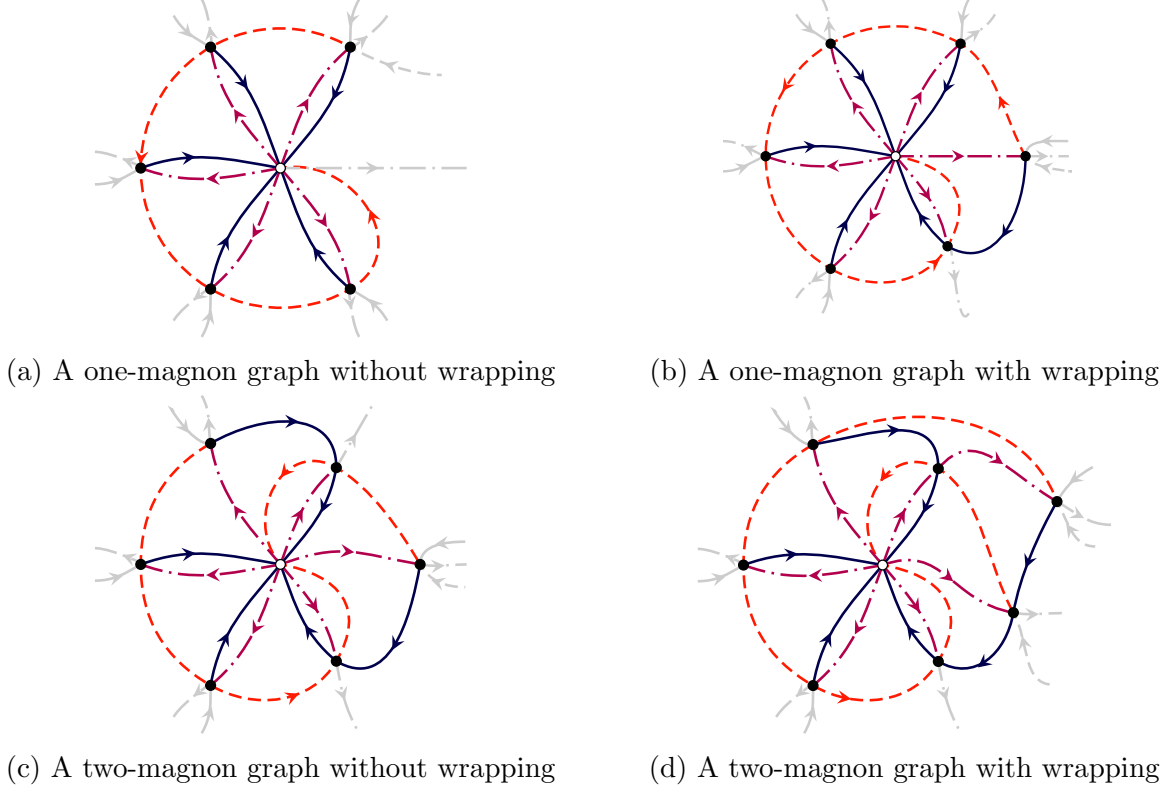 (a) A one-magnon graph without wrapping
(b) A one-magnon graph with wrapping
(c) A two-magnon graph without wrapping
(d) A two-magnon graph with wrapping